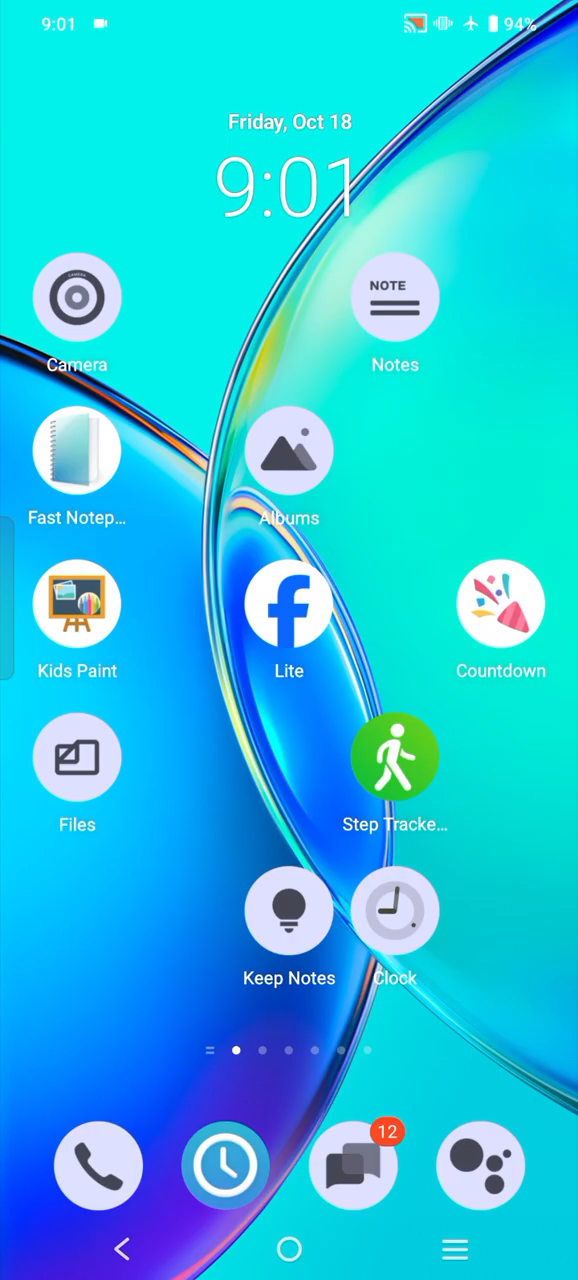 9:01
94%
Friday, Oct 18
9:01
CAMERA
NOTE
Camera
Notes
Fast Notep...
Albums
Kids Paint
Lite
Countdown
Files
Step Tracke...
Keep Notes
Clock
12